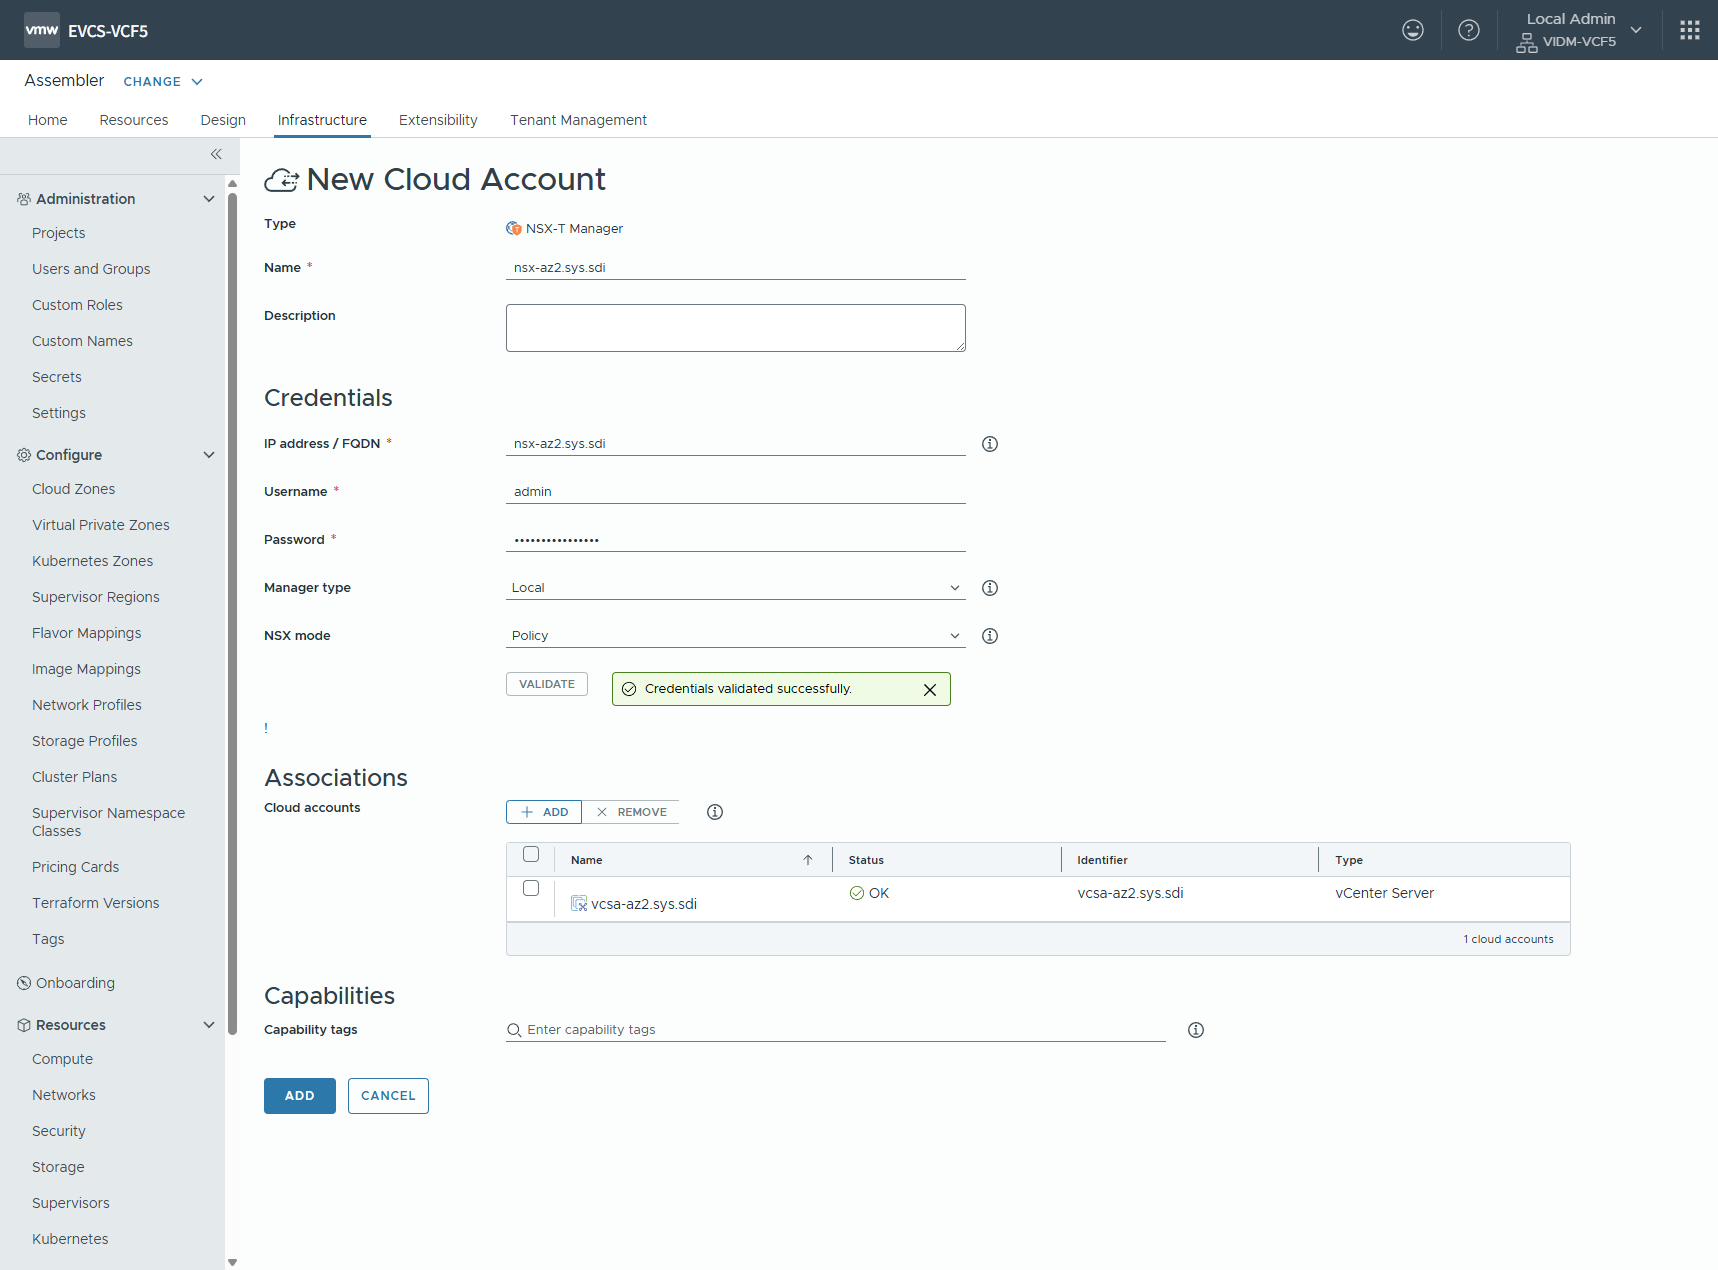 vmw EVCS-VCF5
Local Admin
VIDM-VCF5
Assembler CHANGE
Home Resources Design Infrastructure Extensibility Tenant Management
Administration
Projects
Users and Groups
Custom Roles
Custom Names
Secrets
Settings
Configure
Cloud Zones
Virtual Private Zones
Kubernetes Zones
Supervisor Regions
Flavor Mappings
Image Mappings
Network Profiles
Storage Profiles
Cluster Plans
Supervisor Namespace
Classes
Pricing Cards
Terraform Versions
Tags
Onboarding
Resources
Compute
Networks
Security
Storage
Supervisors
Kubernetes
New Cloud Account
Type NSX-T Manager
Name * nsx-az2.sys.sdi
Description
Credentials
IP address / FQDN * nsx-az2.sys.sdi
Username * admin
Password * ••••••••••••••••
Manager type Local
NSX mode Policy
VALIDATE Credentials validated successfully.
!
Associations
Cloud accounts + ADD × REMOVE
Name Status Identifier Type
vcsa-az2.sys.sdi OK vcsa-az2.sys.sdi vCenter Server
1 cloud accounts
Capabilities
Capability tags Enter capability tags
ADD CANCEL